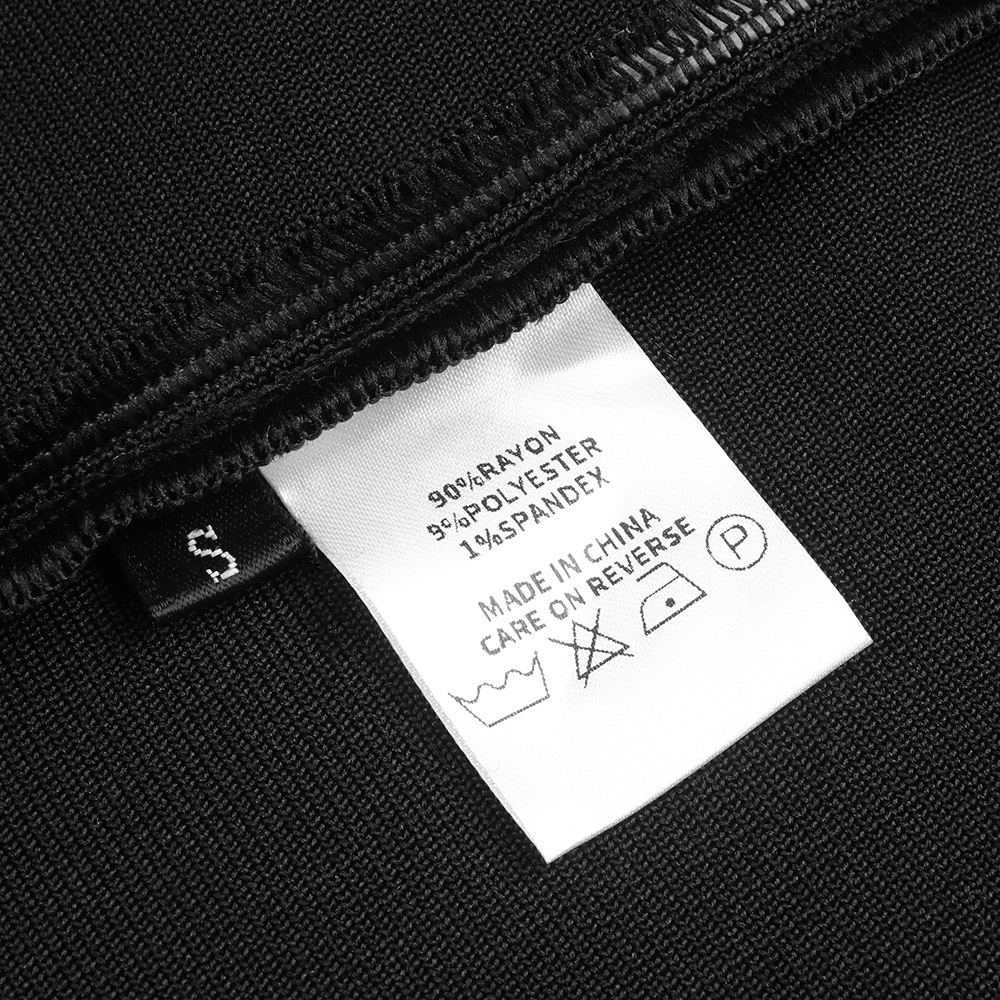 90%RAYON
9%POLYESTER
1%SPANDEX
MADE IN CHINA
CARE ON REVERSE
P
S